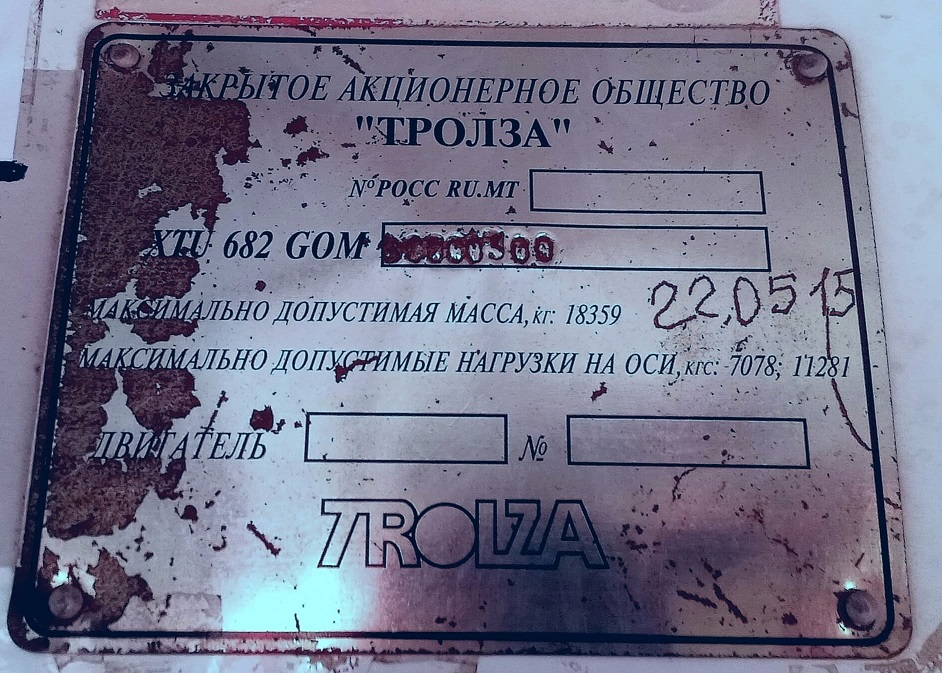 ЗАКРЫТОЕ АКЦИОНЕРНОЕ ОБЩЕСТВО
"ТРОЛЗА"
№РОСС RU.МТ
XTU 682 GOM
МАКСИМАЛЬНО ДОПУСТИМАЯ МАССА, кг: 18359
22.05 15
МАКСИМАЛЬНО ДОПУСТИМЫЕ НАГРУЗКИ НА ОСИ, кгс: 7078; 11281
ДВИГАТЕЛЬ №
TROLZA